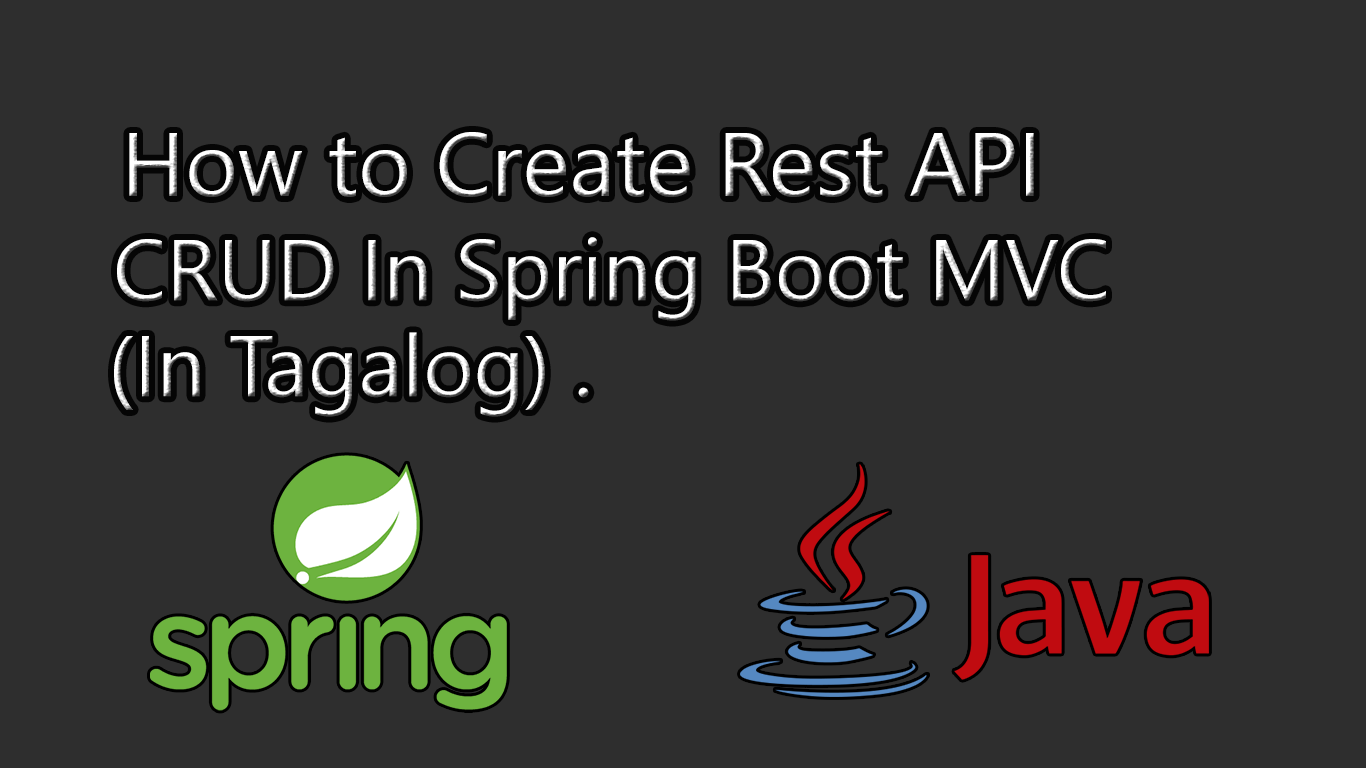 How to Create Rest API
CRUD In Spring Boot MVC
(In Tagalog) .
spring
Java